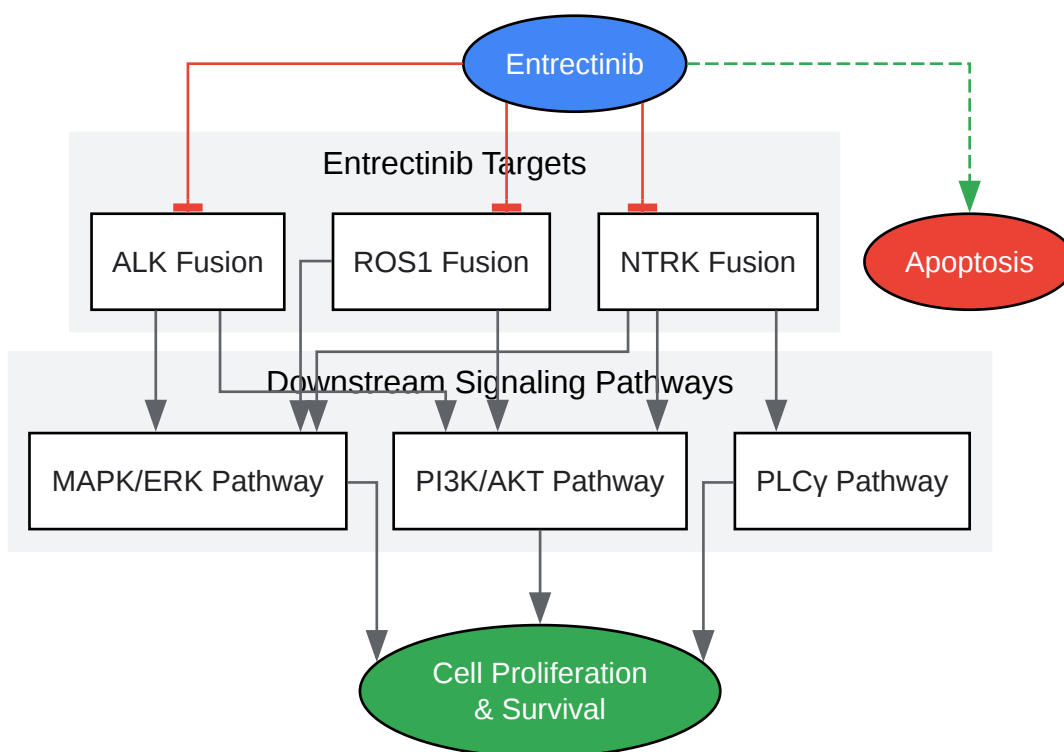 Entrectinib
Entrectinib Targets
ALK Fusion
ROS1 Fusion
NTRK Fusion
Apoptosis
Downstream Signaling Pathways
MAPK/ERK Pathway
PI3K/AKT Pathway
PLCγ Pathway
Cell Proliferation
& Survival